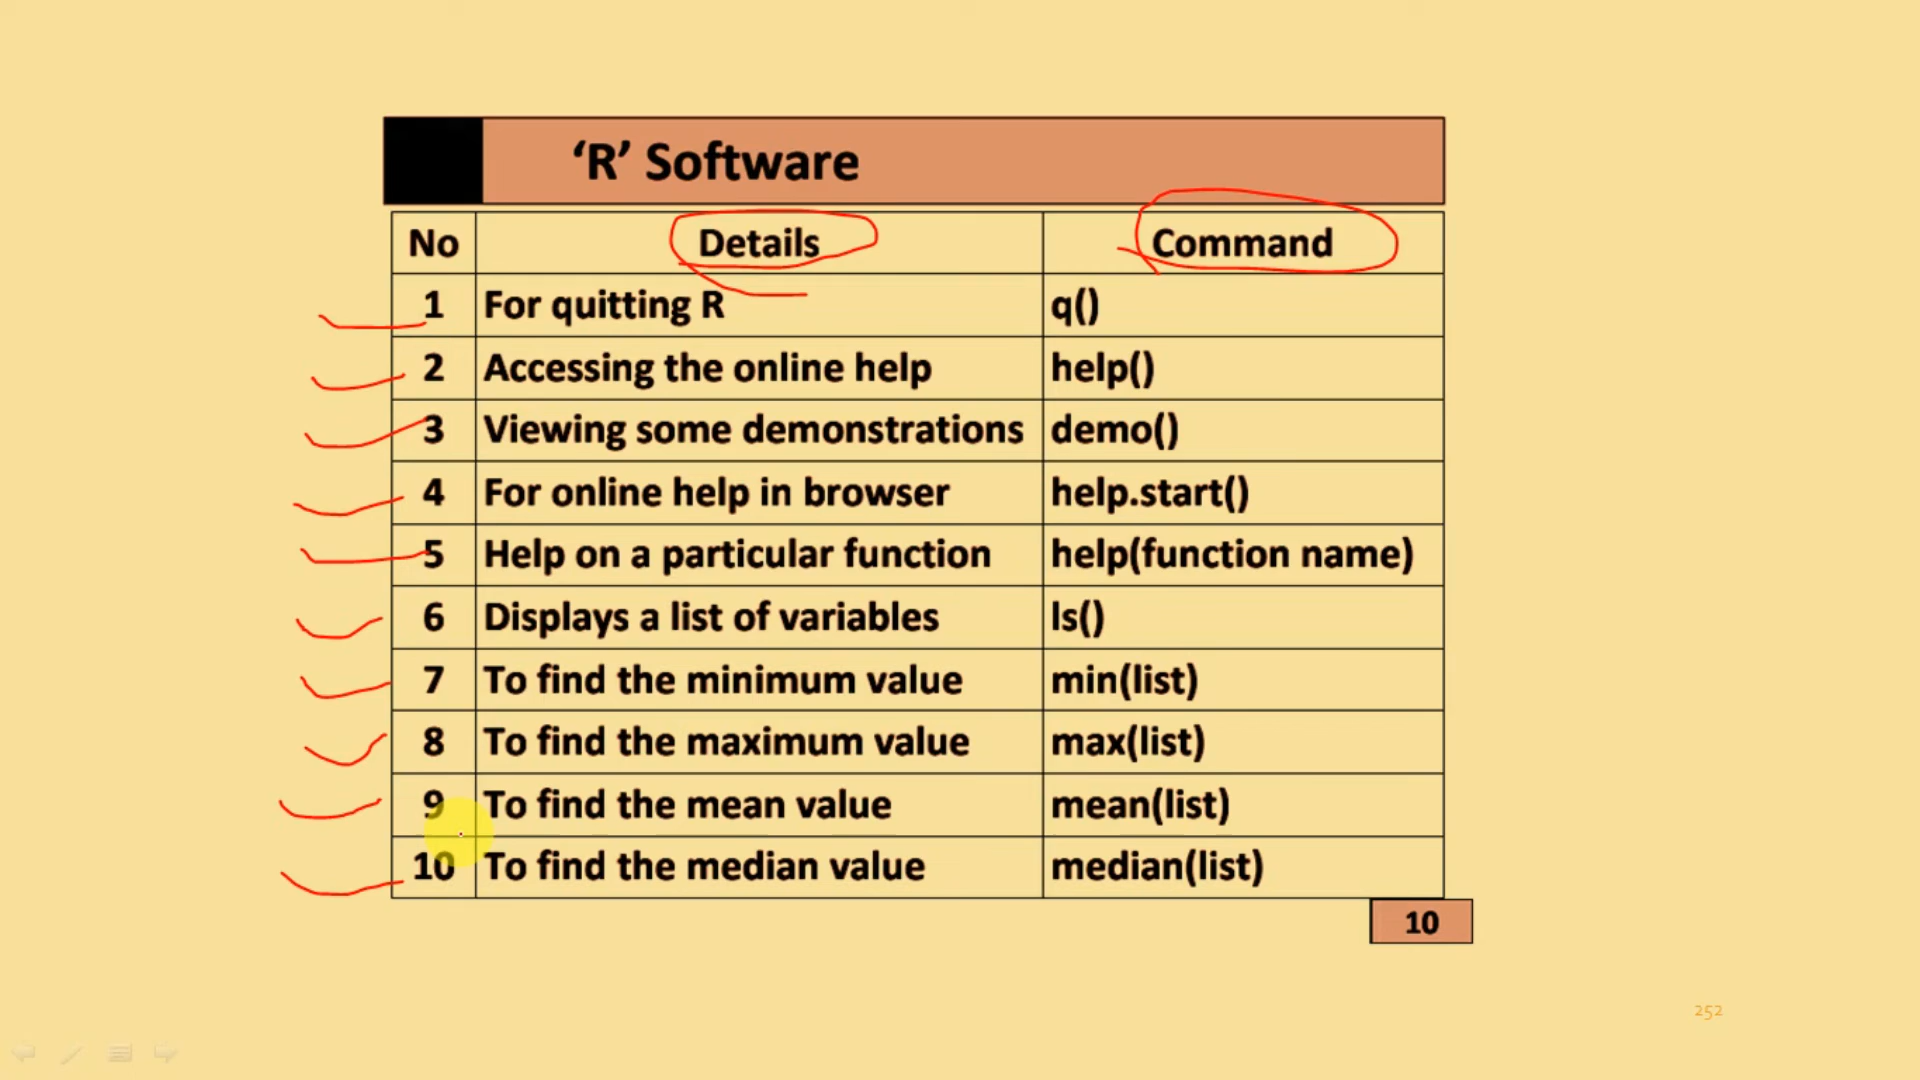 ‘R’ Software
No Details Command
1 For quitting R q()
2 Accessing the online help help()
3 Viewing some demonstrations demo()
4 For online help in browser help.start()
5 Help on a particular function help(function name)
6 Displays a list of variables ls()
7 To find the minimum value min(list)
8 To find the maximum value max(list)
9 To find the mean value mean(list)
10 To find the median value median(list)
10
252